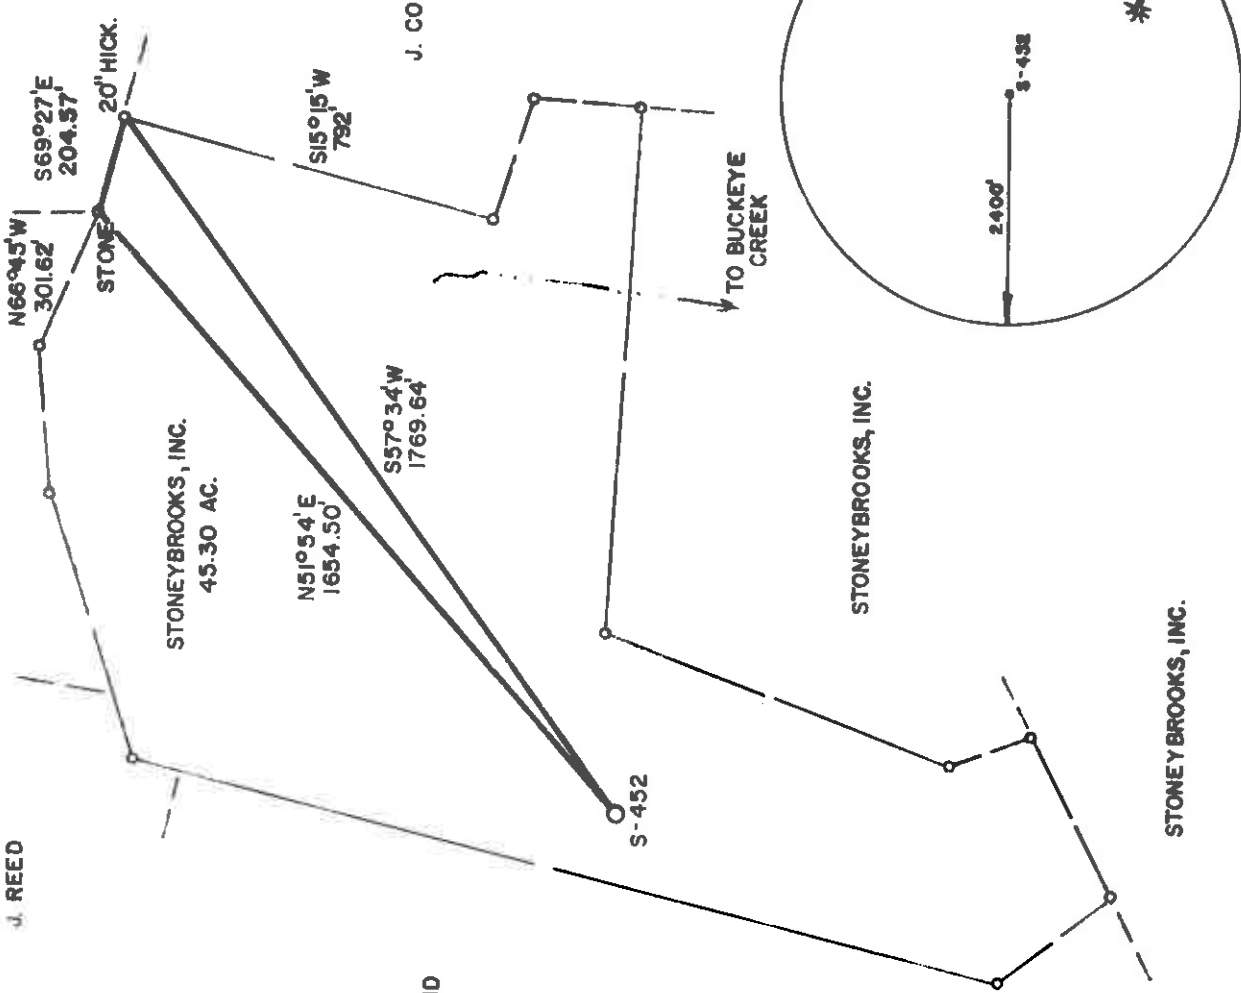 J. REED
N66°45'W
301.62'
S69°27'E
204.57'
20" HICK.
STONE
J. CO
S15°15'W
792'
STONEYBROOKS, INC.
45.30 AC.
N51°54'E
1654.50'
S57°34'W
1769.64'
TO BUCKEYE
CREEK
S-452
2400'
S-452
*
STONEYBROOKS, INC.
STONEYBROOKS, INC.
ID